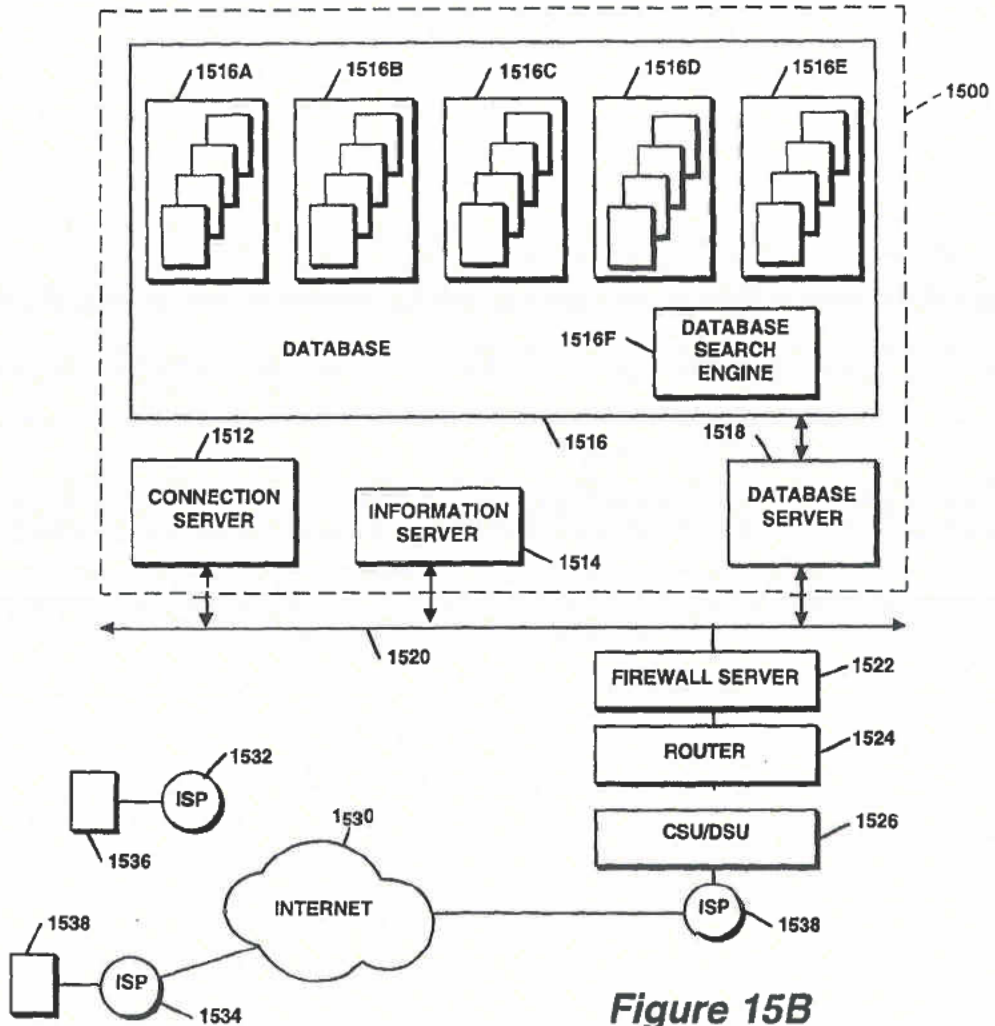 1516A
1516B
1516C
1516D
1516E
1500
DATABASE
1516F
DATABASE
SEARCH
ENGINE
1516
1512
1518
CONNECTION
SERVER
INFORMATION
SERVER
1514
DATABASE
SERVER
1520
FIREWALL SERVER
1522
ROUTER
1524
CSU/DSU
1526
1532
ISP
1536
1530
INTERNET
ISP
1538
1538
ISP
1534
Figure 15B